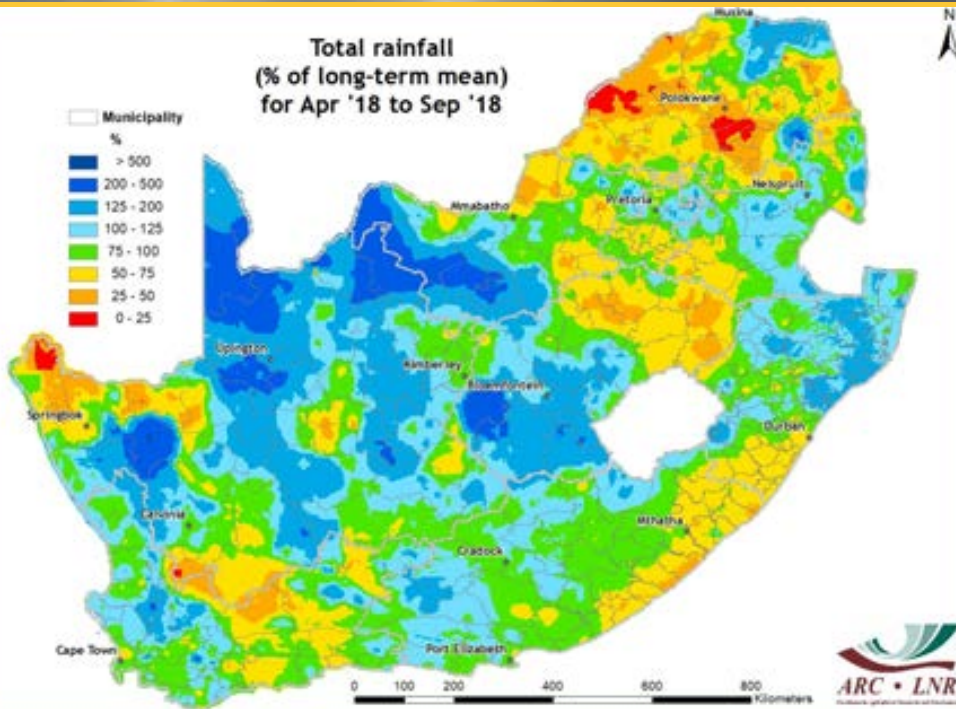 Musina
N
Total rainfall
(% of long-term mean)
for Apr '18 to Sep '18
Polokwane
Municipality
%
> 500
200 - 500
125 - 200
100 - 125
75 - 100
50 - 75
25 - 50
0 - 25
Nelspruit
Pretoria
Mmabatho
Upington
Kimberley
Bloemfontein
Springbok
Durban
Calvinia
Mthatha
Cradock
Cape Town
Port Elizabeth
0 100 200 400 600 800
Kilometers
ARC • LNR